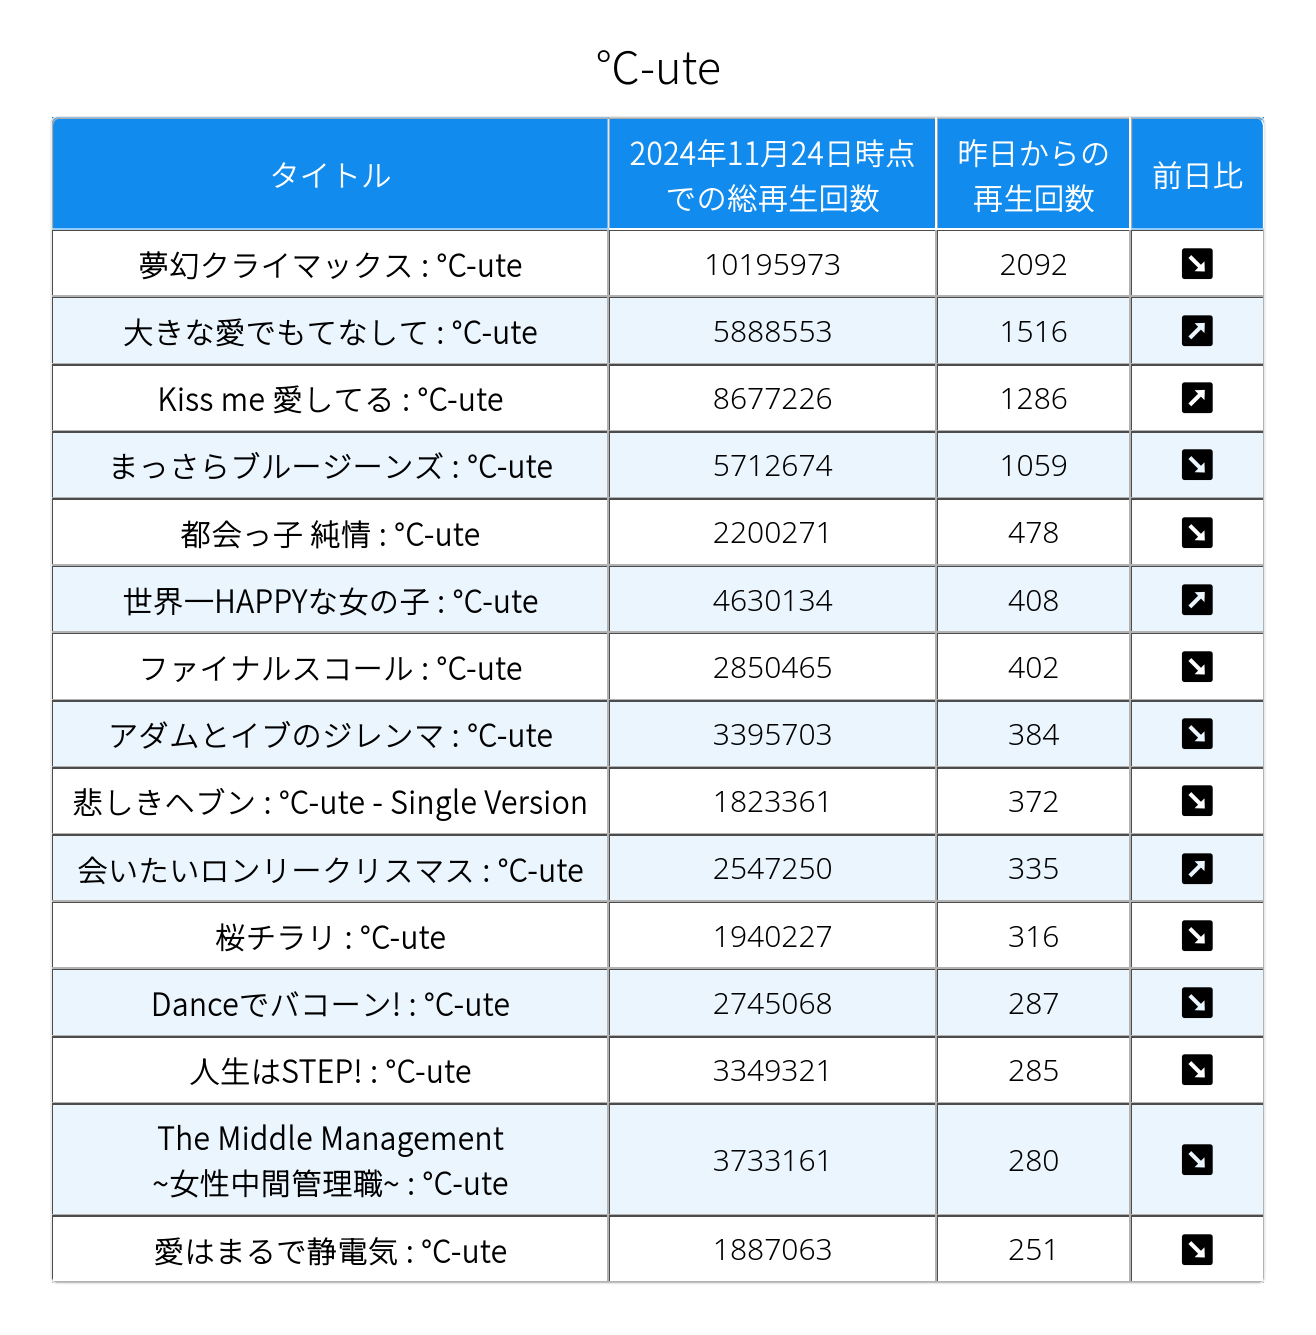 ℃-ute
タイトル
2024年11月24日時点
での総再生回数
昨日からの
再生回数
前日比
夢幻クライマックス : ℃-ute 10195973 2092 ↘
大きな愛でもてなして : ℃-ute 5888553 1516 ↗
Kiss me 愛してる : ℃-ute 8677226 1286 ↗
まっさらブルージーンズ : ℃-ute 5712674 1059 ↘
都会っ子 純情 : ℃-ute 2200271 478 ↘
世界一HAPPYな女の子 : ℃-ute 4630134 408 ↗
ファイナルスコール : ℃-ute 2850465 402 ↘
アダムとイブのジレンマ : ℃-ute 3395703 384 ↘
悲しきヘブン : ℃-ute - Single Version 1823361 372 ↘
会いたいロンリークリスマス : ℃-ute 2547250 335 ↗
桜チラリ : ℃-ute 1940227 316 ↘
Danceでバコーン! : ℃-ute 2745068 287 ↘
人生はSTEP! : ℃-ute 3349321 285 ↘
The Middle Management
~女性中間管理職~ : ℃-ute 3733161 280 ↘
愛はまるで静電気 : ℃-ute 1887063 251 ↘